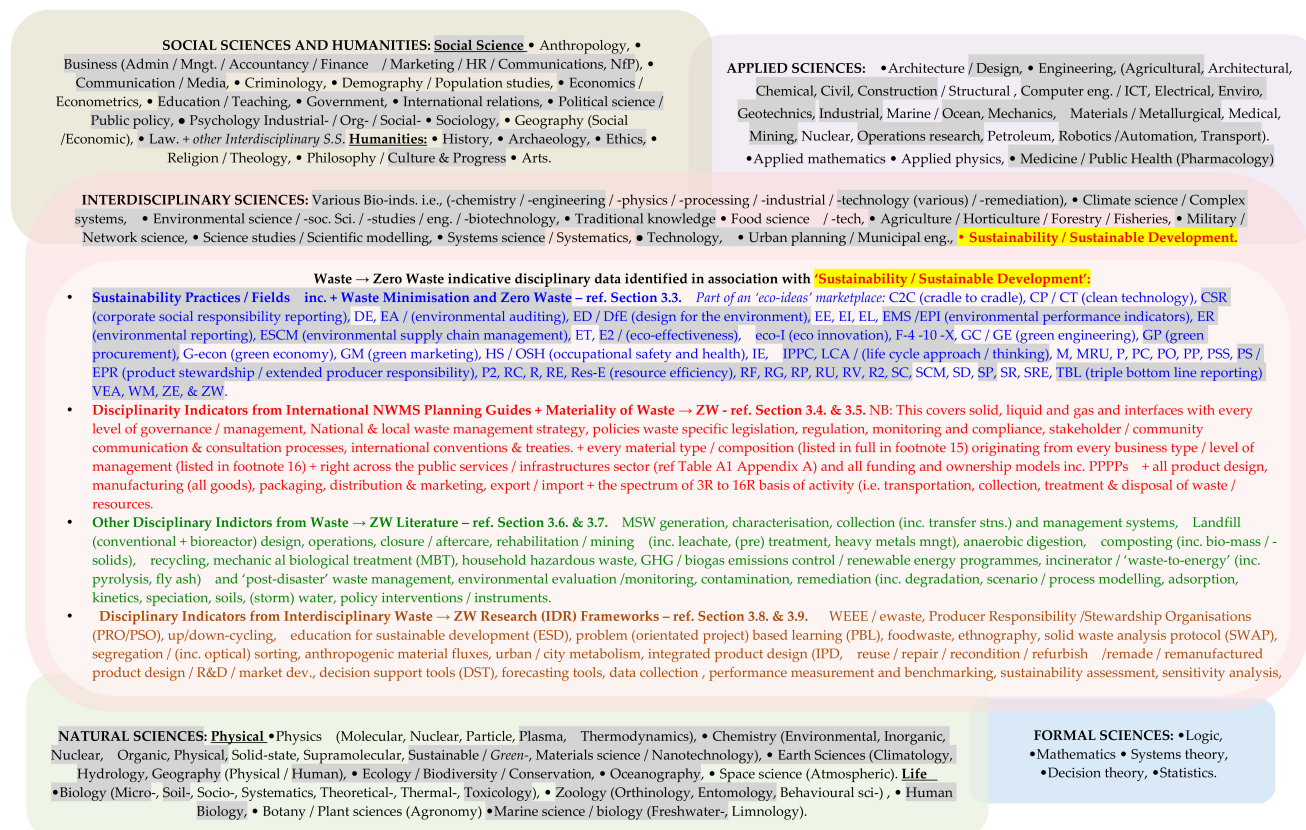 SOCIAL SCIENCES AND HUMANITIES: Social Science • Anthropology, •
Business (Admin / Mngt. / Accountancy / Finance / Marketing / HR / Communications, NfP), •
Communication / Media, • Criminology, • Demography / Population studies, • Economics /
Econometrics, • Education / Teaching, • Government, • International relations, • Political science /
Public policy, • Psychology Industrial- / Org- / Social- • Sociology, • Geography (Social
/Economic), • Law. + other Interdisciplinary S.S. Humanities: • History, • Archaeology, • Ethics, •
Religion / Theology, • Philosophy / Culture & Progress • Arts.
APPLIED SCIENCES: •Architecture / Design, • Engineering, (Agricultural, Architectural,
Chemical, Civil, Construction / Structural , Computer eng. / ICT, Electrical, Enviro,
Geotechnics, Industrial, Marine / Ocean, Mechanics, Materials / Metallurgical, Medical,
Mining, Nuclear, Operations research, Petroleum, Robotics /Automation, Transport).
•Applied mathematics • Applied physics, • Medicine / Public Health (Pharmacology)
INTERDISCIPLINARY SCIENCES: Various Bio-inds. i.e., (-chemistry / -engineering / -physics / -processing / -industrial / -technology (various) / -remediation), • Climate science / Complex
systems, • Environmental science / -soc. Sci. / -studies / eng. / -biotechnology, • Traditional knowledge • Food science / -tech, • Agriculture / Horticulture / Forestry / Fisheries, • Military /
Network science, • Science studies / Scientific modelling, • Systems science / Systematics, • Technology, • Urban planning / Municipal eng., • Sustainability / Sustainable Development.
Waste → Zero Waste indicative disciplinary data identified in association with ‘Sustainability / Sustainable Development’:
• Sustainability Practices / Fields inc. + Waste Minimisation and Zero Waste – ref. Section 3.3. Part of an ‘eco-ideas’ marketplace: C2C (cradle to cradle), CP / CT (clean technology), CSR
(corporate social responsibility reporting), DE, EA / (environmental auditing), ED / DfE (design for the environment), EE, EI, EL, EMS /EPI (environmental performance indicators), ER
(environmental reporting), ESCM (environmental supply chain management), ET, E2 / (eco-effectiveness), eco-I (eco innovation), F-4 -10 -X, GC / GE (green engineering), GP (green
procurement), G-econ (green economy), GM (green marketing), HS / OSH (occupational safety and health), IE, IPPC, LCA / (life cycle approach / thinking), M, MRU, P, PC, PO, PP, PSS, PS /
EPR (product stewardship / extended producer responsibility), P2, RC, R, RE, Res-E (resource efficiency), RF, RG, RP, RU, RV, R2, SC, SCM, SD, SP, SR, SRE, TBL (triple bottom line reporting)
VEA, WM, ZE, & ZW.
• Disciplinarity Indicators from International NWMS Planning Guides + Materiality of Waste → ZW - ref. Section 3.4. & 3.5. NB: This covers solid, liquid and gas and interfaces with every
level of governance / management, National & local waste management strategy, policies waste specific legislation, regulation, monitoring and compliance, stakeholder / community
communication & consultation processes, international conventions & treaties. + every material type / composition (listed in full in footnote 15) originating from every business type / level of
management (listed in footnote 16) + right across the public services / infrastructures sector (ref Table A1 Appendix A) and all funding and ownership models inc. PPPPs + all product design,
manufacturing (all goods), packaging, distribution & marketing, export / import + the spectrum of 3R to 16R basis of activity (i.e. transportation, collection, treatment & disposal of waste /
resources.
• Other Disciplinary Indictors from Waste → ZW Literature – ref. Section 3.6. & 3.7. MSW generation, characterisation, collection (inc. transfer stns.) and management systems, Landfill
(conventional + bioreactor) design, operations, closure / aftercare, rehabilitation / mining (inc. leachate, (pre) treatment, heavy metals mngt), anaerobic digestion, composting (inc. bio-mass / -
solids), recycling, mechanic al biological treatment (MBT), household hazardous waste, GHG / biogas emissions control / renewable energy programmes, incinerator / ‘waste-to-energy’ (inc.
pyrolysis, fly ash) and ‘post-disaster’ waste management, environmental evaluation /monitoring, contamination, remediation (inc. degradation, scenario / process modelling, adsorption,
kinetics, speciation, soils, (storm) water, policy interventions / instruments.
• Disciplinary Indicators from Interdisciplinary Waste → ZW Research (IDR) Frameworks – ref. Section 3.8. & 3.9. WEEE / ewaste, Producer Responsibility /Stewardship Organisations
(PRO/PSO), up/down-cycling, education for sustainable development (ESD), problem (orientated project) based learning (PBL), foodwaste, ethnography, solid waste analysis protocol (SWAP),
segregation / (inc. optical) sorting, anthropogenic material fluxes, urban / city metabolism, integrated product design (IPD, reuse / repair / recondition / refurbish /remade / remanufactured
product design / R&D / market dev., decision support tools (DST), forecasting tools, data collection , performance measurement and benchmarking, sustainability assessment, sensitivity analysis,
NATURAL SCIENCES: Physical •Physics (Molecular, Nuclear, Particle, Plasma, Thermodynamics), • Chemistry (Environmental, Inorganic,
Nuclear, Organic, Physical, Solid-state, Supramolecular, Sustainable / Green-, Materials science / Nanotechnology), • Earth Sciences (Climatology,
Hydrology, Geography (Physical / Human), • Ecology / Biodiversity / Conservation, • Oceanography, • Space science (Atmospheric). Life
•Biology (Micro-, Soil-, Socio-, Systematics, Theoretical-, Thermal-, Toxicology), • Zoology (Orthinology, Entomology, Behavioural sci-) , • Human
Biology, • Botany / Plant sciences (Agronomy) •Marine science / biology (Freshwater-, Limnology).
FORMAL SCIENCES: •Logic,
•Mathematics • Systems theory,
•Decision theory, •Statistics.